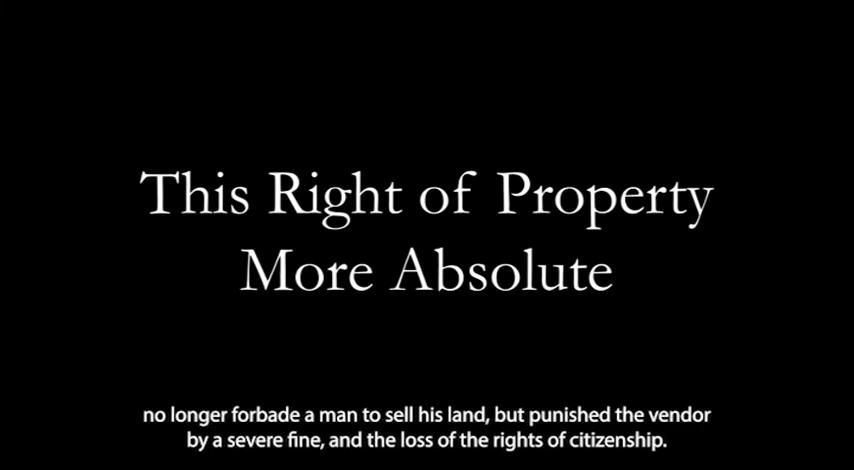 This Right of Property
More Absolute
no longer forbade a man to sell his land, but punished the vendor
by a severe fine, and the loss of the rights of citizenship.